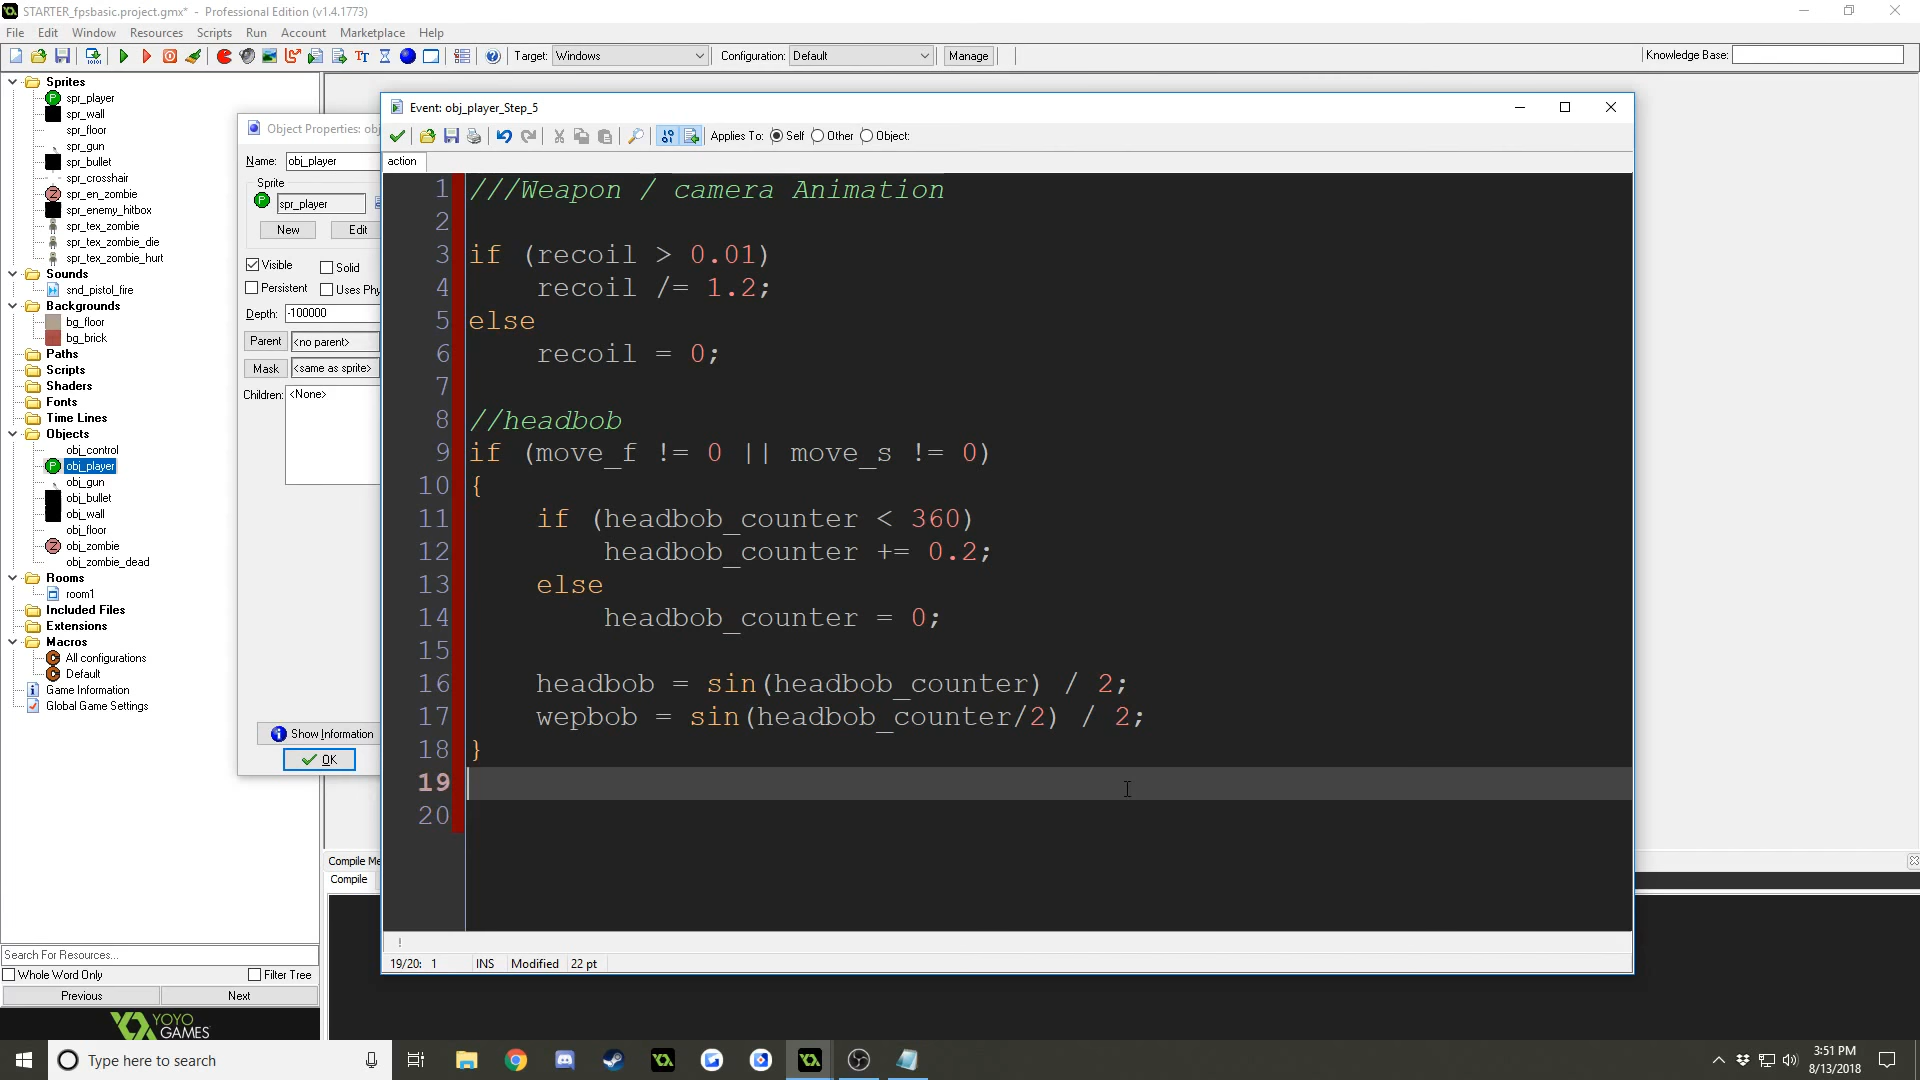 STARTER_fpsbasic.project.gmx* - Professional Edition (v1.4.1773)
File Edit Window Resources Scripts Run Account Marketplace Help
Target: Windows Configuration: Default Manage Knowledge Base:
Sprites
spr_player
spr_wall
spr_floor
spr_gun
spr_bullet
spr_crosshair
spr_en_zombie
spr_enemy_hitbox
spr_tex_zombie
spr_tex_zombie_die
spr_tex_zombie_hurt
Sounds
snd_pistol_fire
Backgrounds
bg_floor
bg_brick
Paths
Scripts
Shaders
Fonts
Time Lines
Objects
obj_control
obj_player
obj_gun
obj_bullet
obj_wall
obj_floor
obj_zombie
obj_zombie_dead
Rooms
room1
Included Files
Extensions
Macros
All configurations
Default
Game Information
Global Game Settings
Search For Resources...
Whole Word Only Filter Tree
Previous Next
YOYO
GAMES
Object Properties: obj
Name: obj_player
Sprite
spr_player
New Edit
Visible Solid
Persistent Uses Phy
Depth: -100000
Parent <no parent>
Mask <same as sprite>
Children: <None>
Show Information
OK
Event: obj_player_Step_5
Applies To: Self Other Object:
action
1 ///Weapon / camera Animation
2
3 if (recoil > 0.01)
4 recoil /= 1.2;
5 else
6 recoil = 0;
7
8 //headbob
9 if (move_f != 0 || move_s != 0)
10 {
11 if (headbob_counter < 360)
12 headbob_counter += 0.2;
13 else
14 headbob_counter = 0;
15
16 headbob = sin(headbob_counter) / 2;
17 wepbob = sin(headbob_counter/2) / 2;
18 }
19
20
!
19/20: 1 INS Modified 22 pt
Compile Me
Compile
Type here to search
3:51 PM
8/13/2018